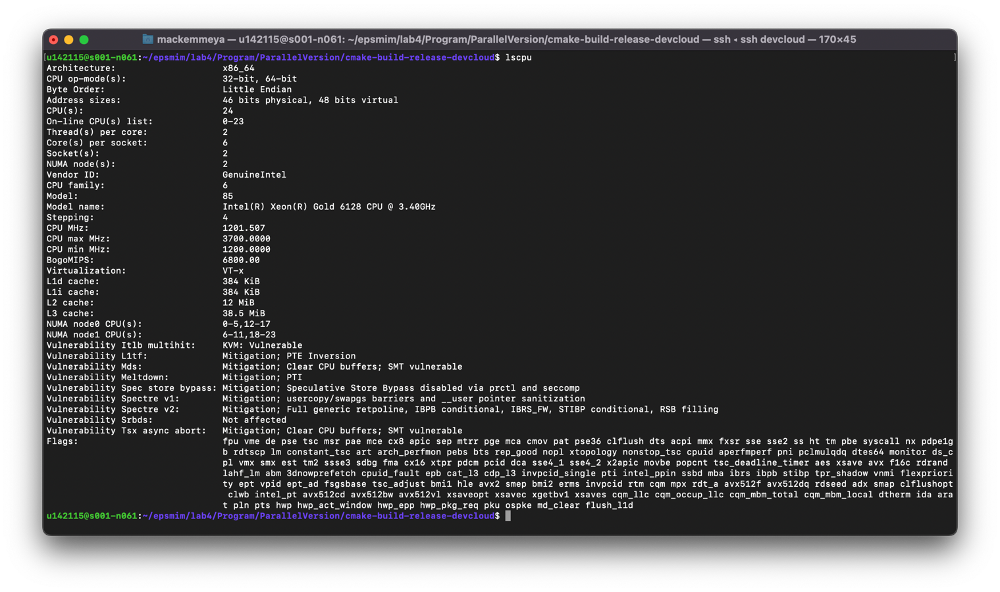 mackemmeya — u142115@s001-n061: ~/epsmim/lab4/Program/ParallelVersion/cmake-build-release-devcloud — ssh ◂ ssh devcloud — 170×45
[u142115@s001-n061:~/epsmim/lab4/Program/ParallelVersion/cmake-build-release-devcloud$ lscpu ]
Architecture: x86_64
CPU op-mode(s): 32-bit, 64-bit
Byte Order: Little Endian
Address sizes: 46 bits physical, 48 bits virtual
CPU(s): 24
On-line CPU(s) list: 0-23
Thread(s) per core: 2
Core(s) per socket: 6
Socket(s): 2
NUMA node(s): 2
Vendor ID: GenuineIntel
CPU family: 6
Model: 85
Model name: Intel(R) Xeon(R) Gold 6128 CPU @ 3.40GHz
Stepping: 4
CPU MHz: 1201.507
CPU max MHz: 3700.0000
CPU min MHz: 1200.0000
BogoMIPS: 6800.00
Virtualization: VT-x
L1d cache: 384 KiB
L1i cache: 384 KiB
L2 cache: 12 MiB
L3 cache: 38.5 MiB
NUMA node0 CPU(s): 0-5,12-17
NUMA node1 CPU(s): 6-11,18-23
Vulnerability Itlb multihit: KVM: Vulnerable
Vulnerability L1tf: Mitigation; PTE Inversion
Vulnerability Mds: Mitigation; Clear CPU buffers; SMT vulnerable
Vulnerability Meltdown: Mitigation; PTI
Vulnerability Spec store bypass: Mitigation; Speculative Store Bypass disabled via prctl and seccomp
Vulnerability Spectre v1: Mitigation; usercopy/swapgs barriers and __user pointer sanitization
Vulnerability Spectre v2: Mitigation; Full generic retpoline, IBPB conditional, IBRS_FW, STIBP conditional, RSB filling
Vulnerability Srbds: Not affected
Vulnerability Tsx async abort: Mitigation; Clear CPU buffers; SMT vulnerable
Flags: fpu vme de pse tsc msr pae mce cx8 apic sep mtrr pge mca cmov pat pse36 clflush dts acpi mmx fxsr sse sse2 ss ht tm pbe syscall nx pdpe1g
b rdtscp lm constant_tsc art arch_perfmon pebs bts rep_good nopl xtopology nonstop_tsc cpuid aperfmperf pni pclmulqdq dtes64 monitor ds_c
pl vmx smx est tm2 ssse3 sdbg fma cx16 xtpr pdcm pcid dca sse4_1 sse4_2 x2apic movbe popcnt tsc_deadline_timer aes xsave avx f16c rdrand
lahf_lm abm 3dnowprefetch cpuid_fault epb cat_l3 cdp_l3 invpcid_single pti intel_ppin ssbd mba ibrs ibpb stibp tpr_shadow vnmi flexpriori
ty ept vpid ept_ad fsgsbase tsc_adjust bmi1 hle avx2 smep bmi2 erms invpcid rtm cqm mpx rdt_a avx512f avx512dq rdseed adx smap clflushopt
clwb intel_pt avx512cd avx512bw avx512vl xsaveopt xsavec xgetbv1 xsaves cqm_llc cqm_occup_llc cqm_mbm_total cqm_mbm_local dtherm ida ara
t pln pts hwp hwp_act_window hwp_epp hwp_pkg_req pku ospke md_clear flush_l1d
u142115@s001-n061:~/epsmim/lab4/Program/ParallelVersion/cmake-build-release-devcloud$